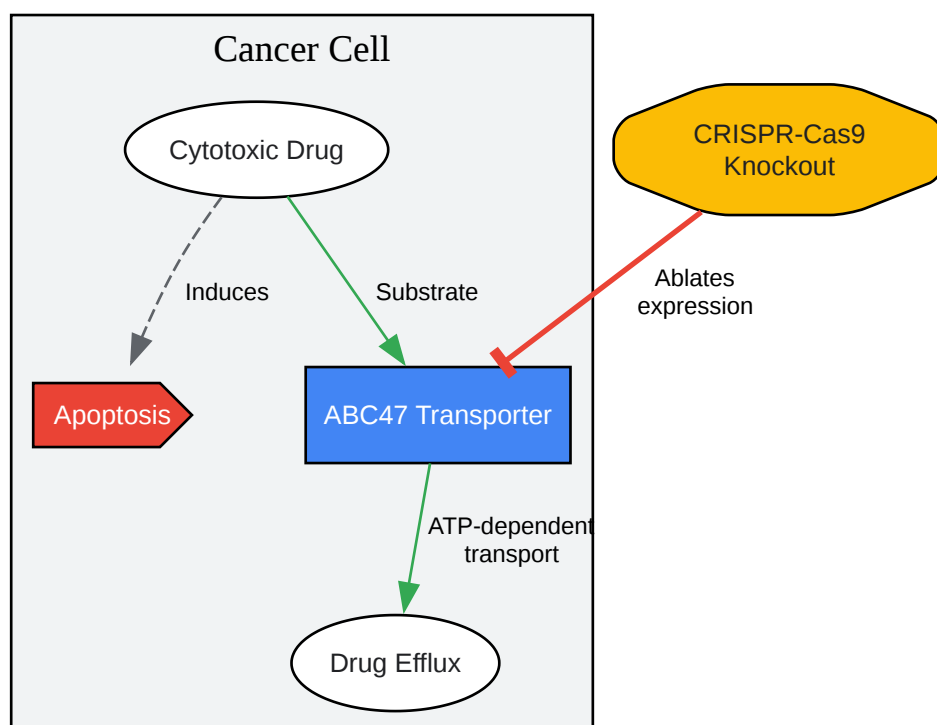 Cancer Cell
Cytotoxic Drug
CRISPR-Cas9
Knockout
Induces
Substrate
Ablates
expression
Apoptosis
ABC47 Transporter
ATP-dependent
transport
Drug Efflux